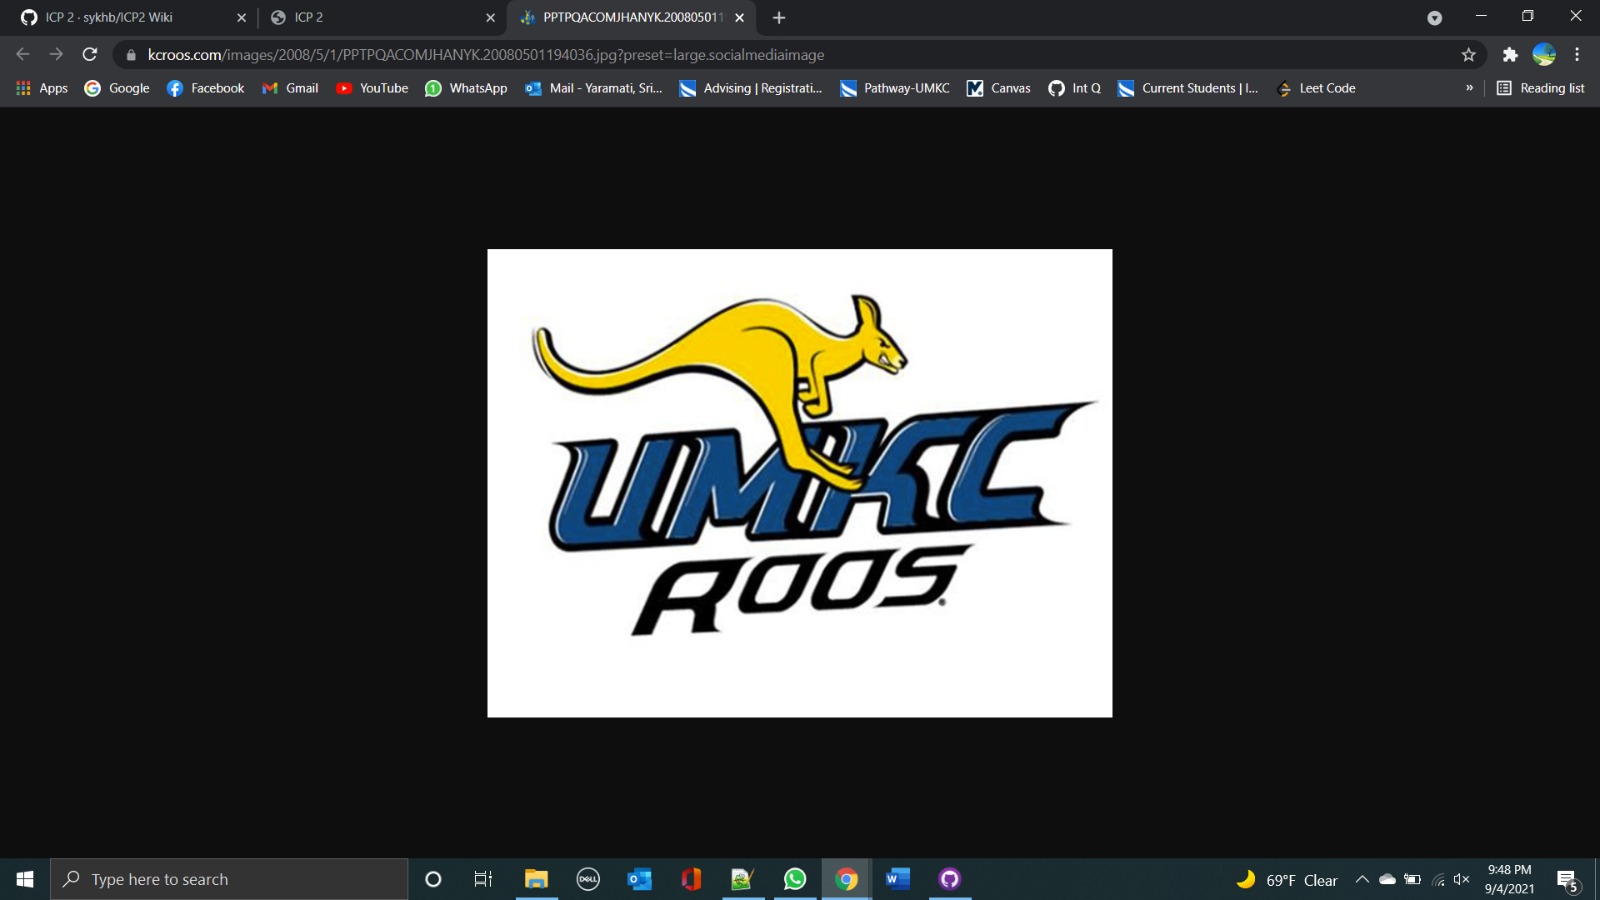 ICP 2 · sykhb/ICP2 Wiki
ICP 2
PPTPQACOMJHANYK.200805011
kcroos.com/images/2008/5/1/PPTPQACOMJHANYK.20080501194036.jpg?preset=large.socialmediaimage
Apps Google Facebook Gmail YouTube WhatsApp Mail - Yaramati, Sri... Advising | Registrati... Pathway-UMKC Canvas Int Q Current Students | I... Leet Code » Reading list
UMKC
ROOS
Type here to search
DELL
69°F Clear
9:48 PM
9/4/2021
5